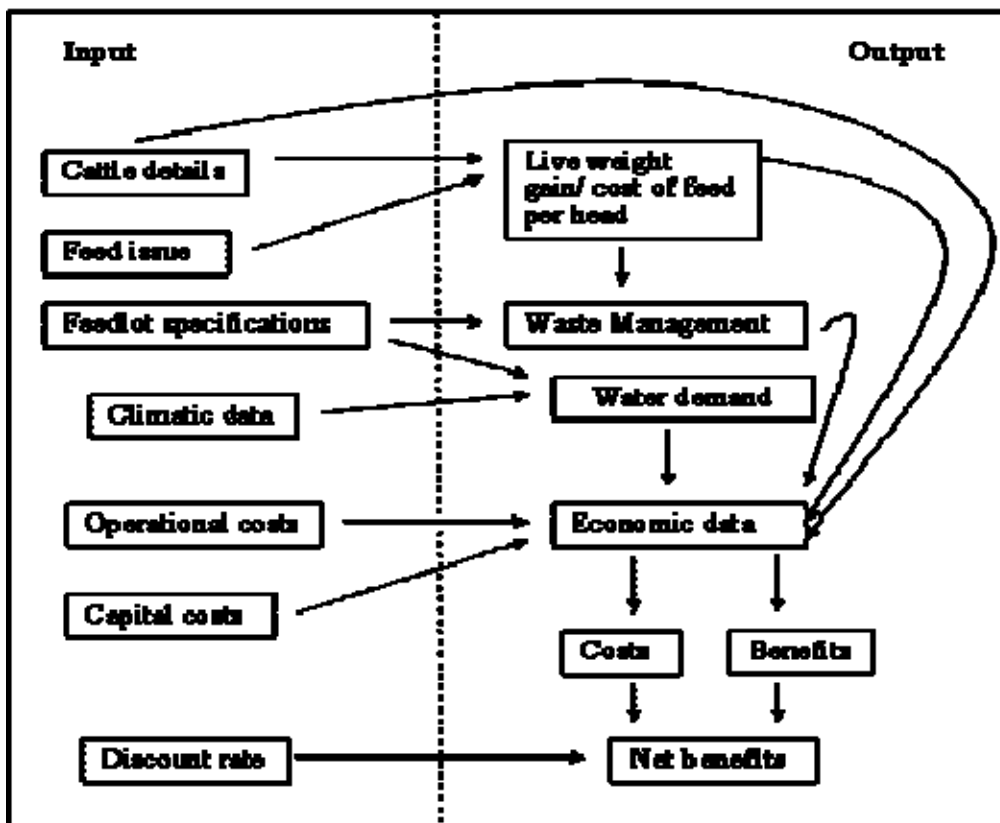 Input
Output
Cattle details
Live weight
gain/ cost of feed
per head
Feed issue
Feedlot specifications
Waste Management
Water demand
Climatic data
Operational costs
Economic data
Capital costs
Costs
Benefits
Discount rate
Net benefits